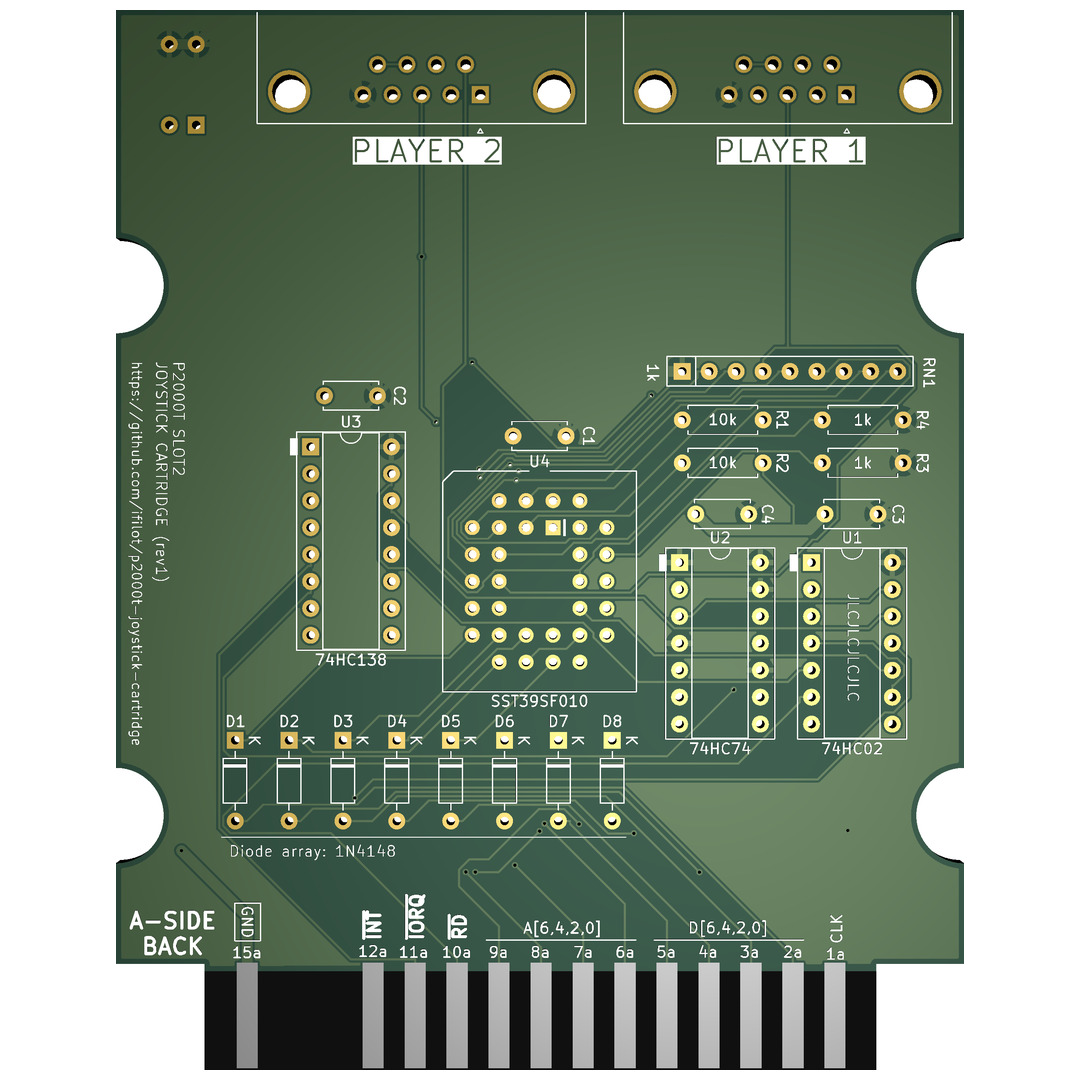 PLAYER 2
PLAYER 1
P2000T SLOT2
JOYSTICK CARTRIDGE (rev1)
https://github.com/ifilot/p2000t-joystick-cartridge
1k
RN1
C2
U3
10k
R1
1k
R4
C1
U4
10k
R2
1k
R3
C4
C3
U2
U1
JLCJLCJLCJLC
74HC138
SST39SF010
74HC74
74HC02
D1 D2 D3 D4 D5 D6 D7 D8
K K K K K K K K
Diode array: 1N4148
A-SIDE
BACK
GND
INT
IORQ
RD
A[6,4,2,0]
D[6,4,2,0]
CLK
15a 12a 11a 10a 9a 8a 7a 6a 5a 4a 3a 2a 1a